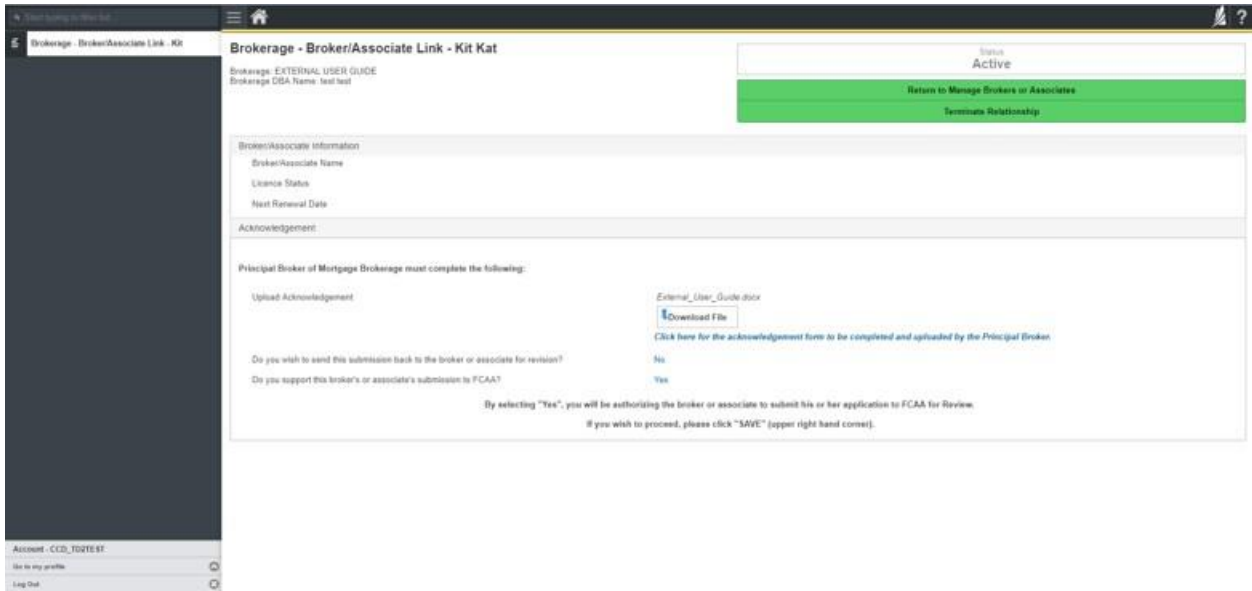 Start typing to filter list...
Brokerage - Broker/Associate Link - Kit
?
Brokerage - Broker/Associate Link - Kit Kat
Brokerage: EXTERNAL USER GUIDE
Brokerage DBA Name: test test
Status
Active
Return to Manage Brokers or Associates
Terminate Relationship
Broker/Associate Information
Broker/Associate Name
Licence Status
Next Renewal Date
Acknowledgement
Principal Broker of Mortgage Brokerage must complete the following:
Upload Acknowledgement
External_User_Guide.docx
Download File
Click here for the acknowledgement form to be completed and uploaded by the Principal Broker.
Do you wish to send this submission back to the broker or associate for revision?
No
Do you support this broker's or associate's submission to FCAA?
Yes
By selecting "Yes", you will be authorizing the broker or associate to submit his or her application to FCAA for Review.
If you wish to proceed, please click "SAVE" (upper right hand corner).
Account - CCD_TD2TEST
Go to my profile
Log Out